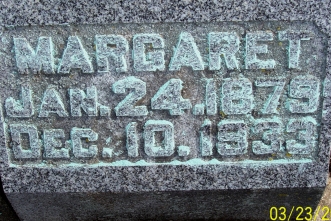 MARGARET
JAN. 24. 1879
DEC. 10. 1933
03/23/2